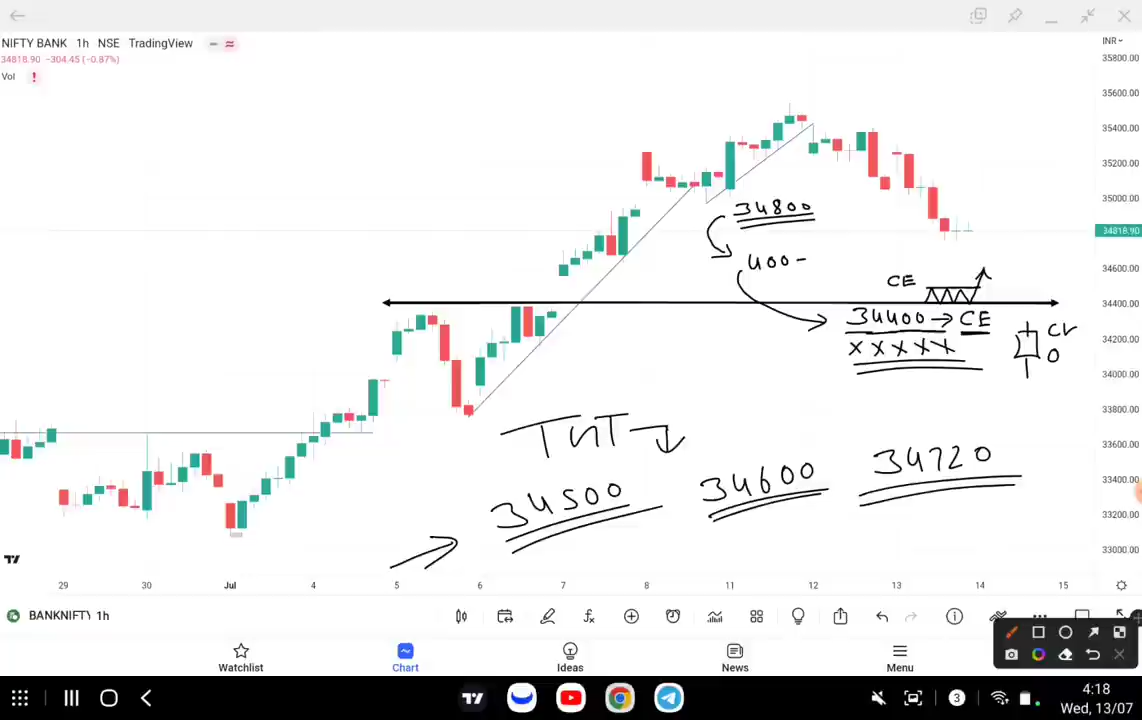 NIFTY BANK 1h NSE TradingView
34818.90 −304.45 (−0.87%)
Vol
INR
35800.00
35600.00
35400.00
35200.00
35000.00
34818.90
34600.00
34400.00
34200.00
34000.00
33800.00
33600.00
33400.00
33200.00
33000.00
34800
400-
CE
34400 → CE
x x x x x
TNT
34500
34600
34720
29 30 Jul 4 5 6 7 8 11 12 13 14 15
BANKNIFTY 1h
Watchlist Chart Ideas News Menu
3
4:18
Wed, 13/07